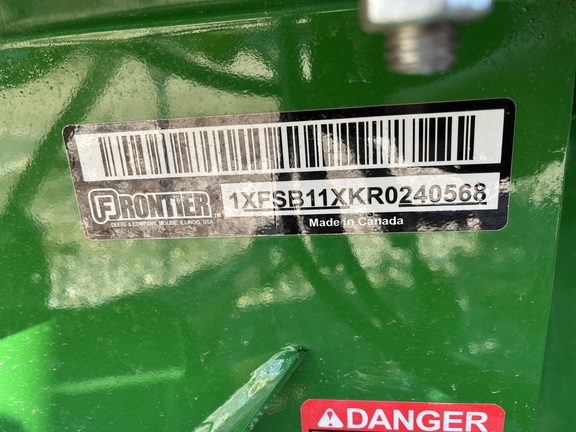 FRONTIER
DEERE & COMPANY, MOLINE, ILLINOIS, USA
1XFSB11XKR0240568
Made in Canada
DANGER